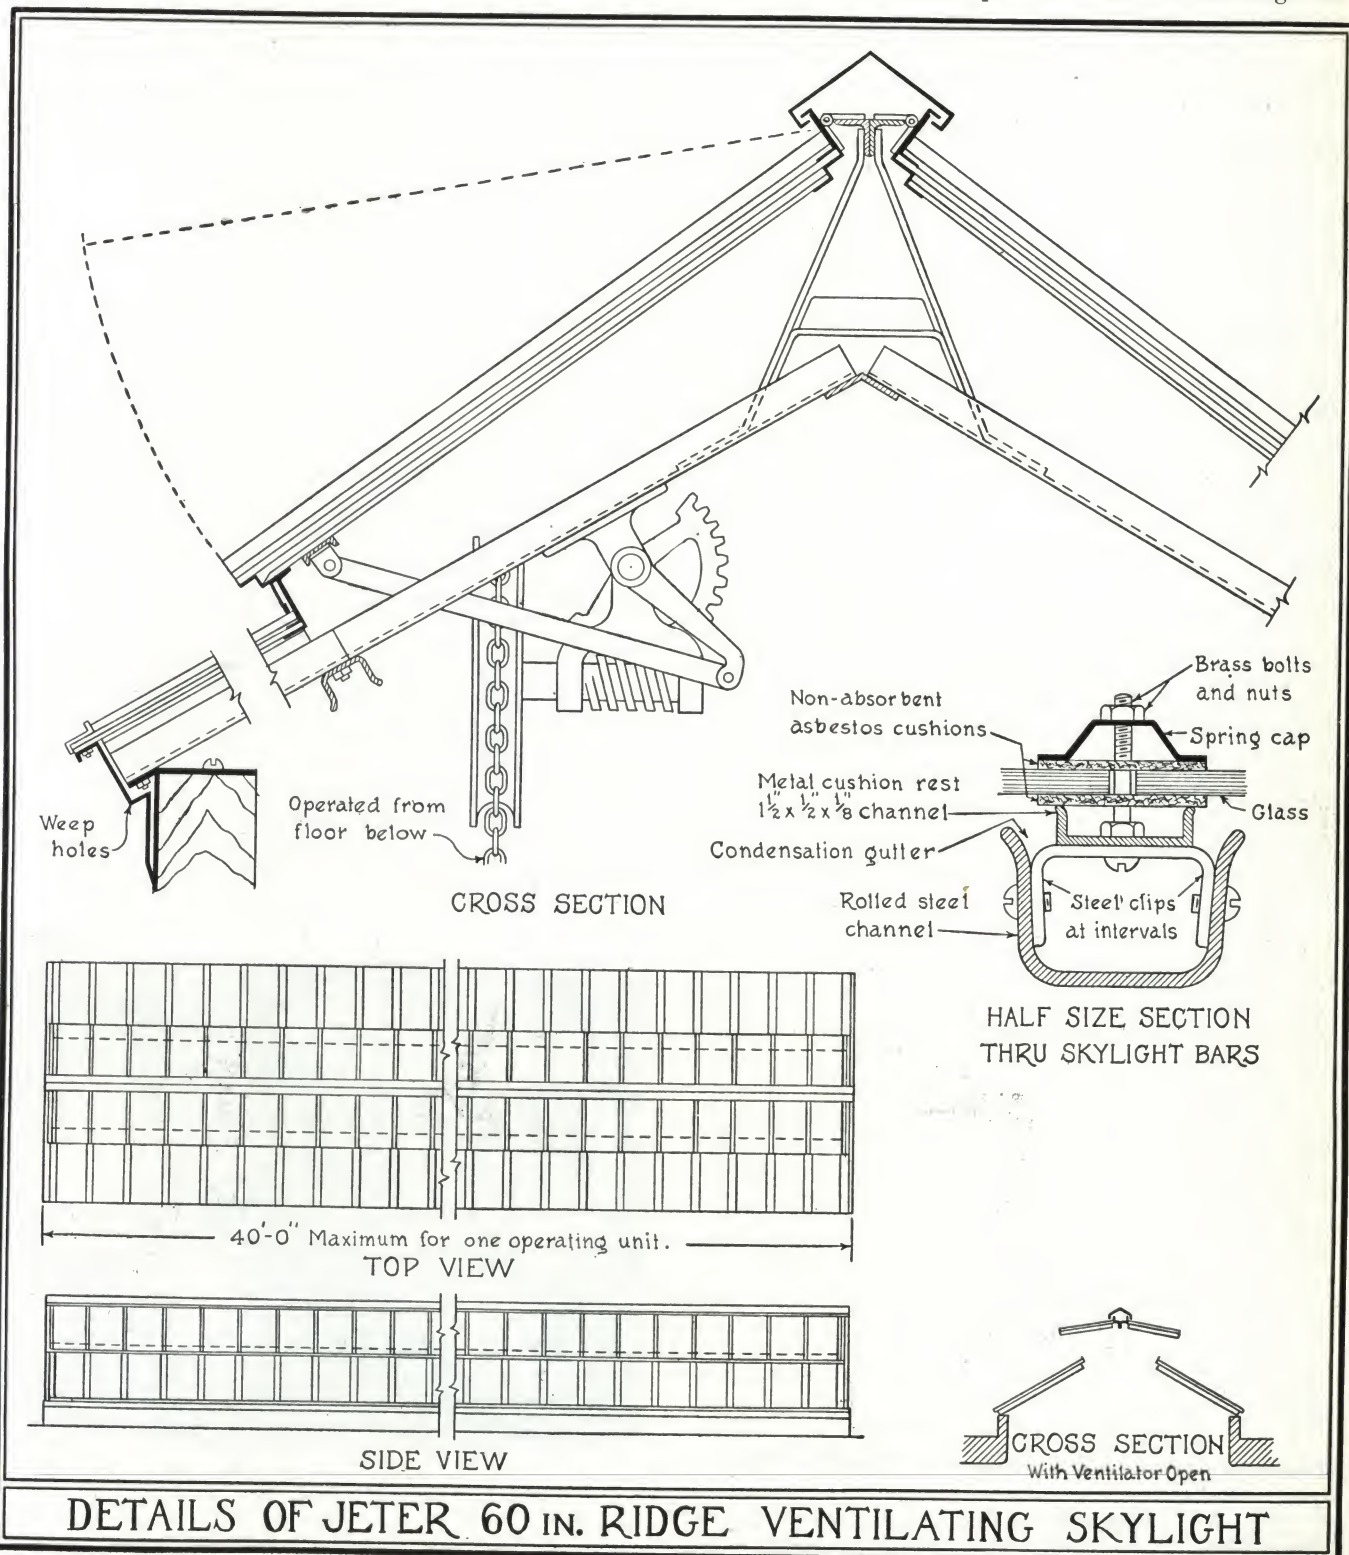 Brass bolts
and nuts
Non-absorbent
asbestos cushions
Spring cap
Metal cushion rest
1½" x ½" x ⅛" channel
Glass
Condensation gutter
Rolled steel
channel
Steel clips
at intervals
Weep
holes
Operated from
floor below
CROSS SECTION
HALF SIZE SECTION
THRU SKYLIGHT BARS
40'-0" Maximum for one operating unit.
TOP VIEW
SIDE VIEW
CROSS SECTION
With Ventilator Open
DETAILS OF JETER 60 IN. RIDGE VENTILATING SKYLIGHT